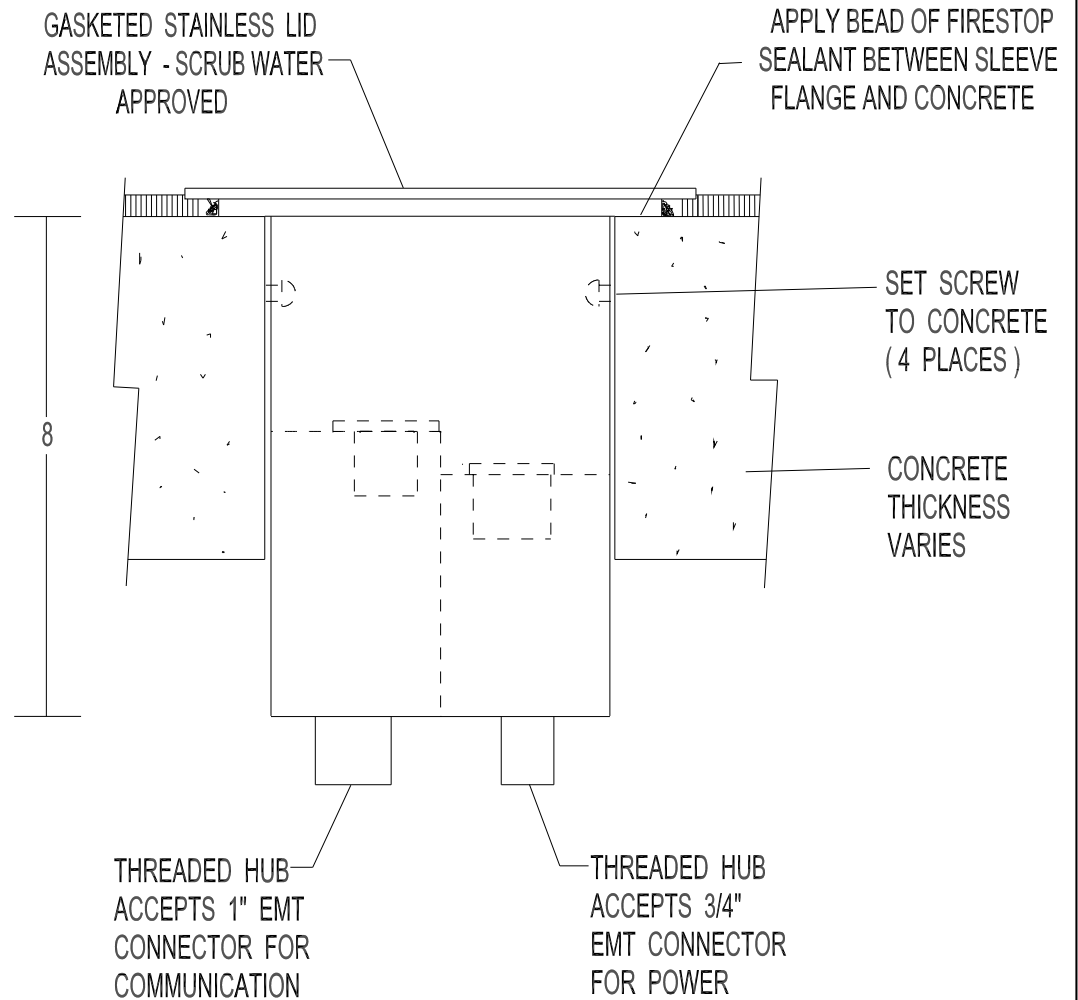 GASKETED STAINLESS LID
ASSEMBLY - SCRUB WATER
APPROVED
APPLY BEAD OF FIRESTOP
SEALANT BETWEEN SLEEVE
FLANGE AND CONCRETE
SET SCREW
TO CONCRETE
( 4 PLACES )
8
CONCRETE
THICKNESS
VARIES
THREADED HUB
ACCEPTS 1" EMT
CONNECTOR FOR
COMMUNICATION
THREADED HUB
ACCEPTS 3/4"
EMT CONNECTOR
FOR POWER